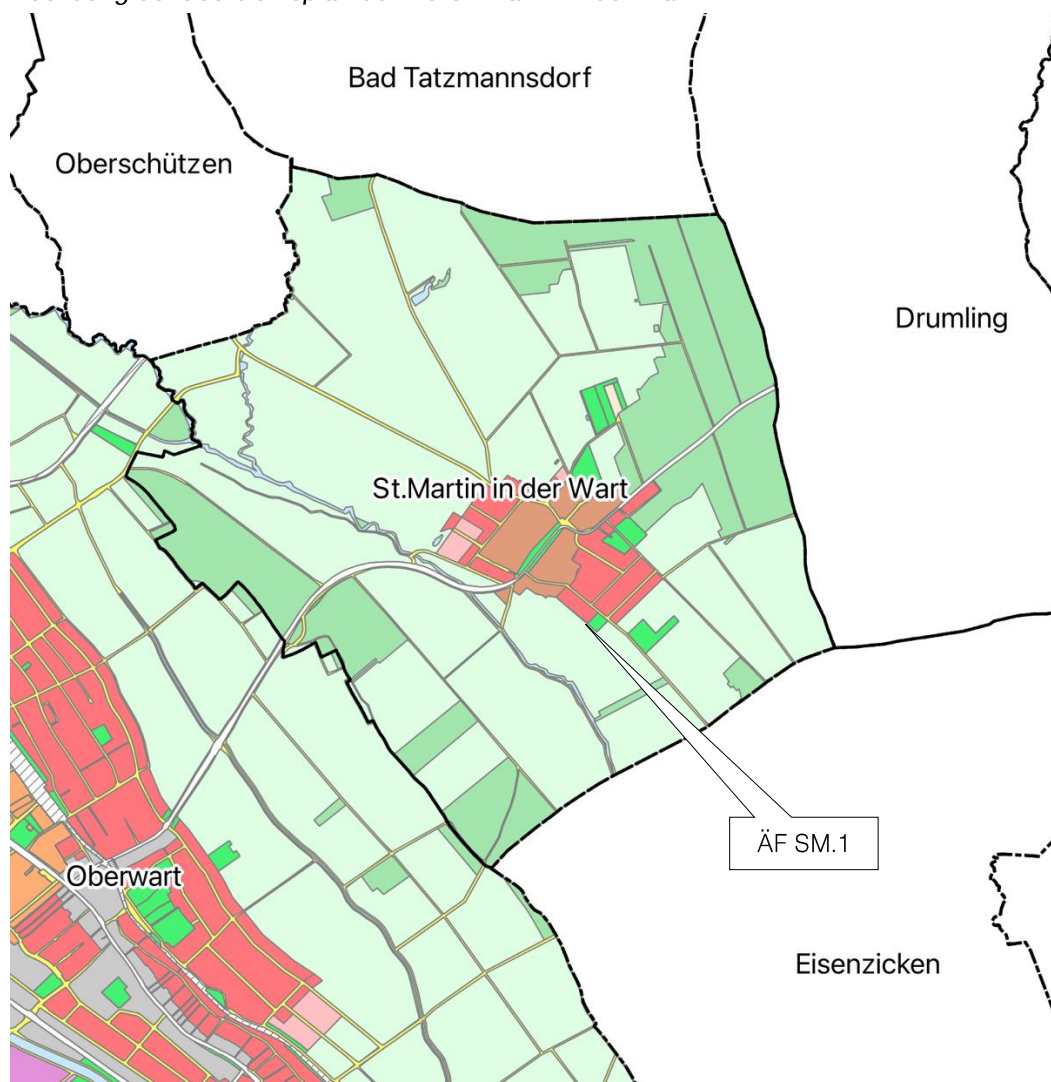 Bad Tatzmannsdorf
Oberschützen
Drumling
St.Martin in der Wart
ÄF SM.1
Oberwart
Eisenzicken